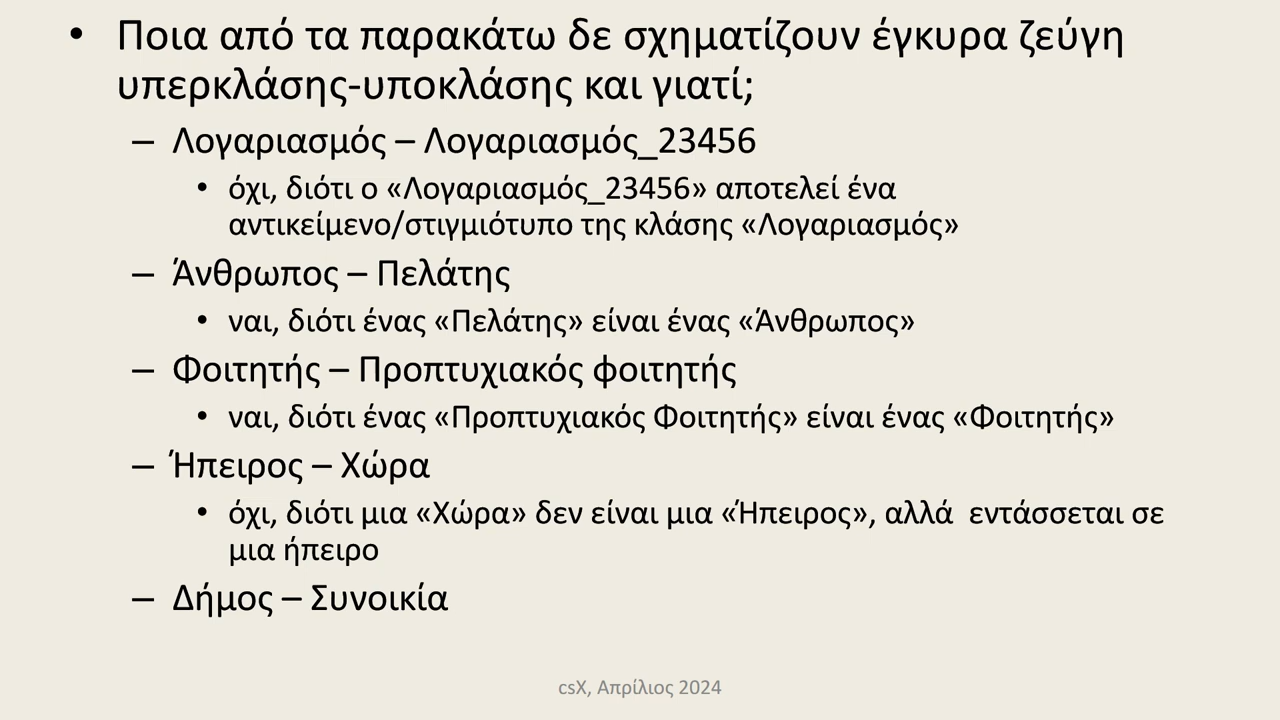 • Ποια από τα παρακάτω δε σχηματίζουν έγκυρα ζεύγη
υπερκλάσης-υποκλάσης και γιατί;
– Λογαριασμός – Λογαριασμός_23456
• όχι, διότι ο «Λογαριασμός_23456» αποτελεί ένα
αντικείμενο/στιγμιότυπο της κλάσης «Λογαριασμός»
– Άνθρωπος – Πελάτης
• ναι, διότι ένας «Πελάτης» είναι ένας «Άνθρωπος»
– Φοιτητής – Προπτυχιακός φοιτητής
• ναι, διότι ένας «Προπτυχιακός Φοιτητής» είναι ένας «Φοιτητής»
– Ήπειρος – Χώρα
• όχι, διότι μια «Χώρα» δεν είναι μια «Ήπειρος», αλλά  εντάσσεται σε
μια ήπειρο
– Δήμος – Συνοικία
csX, Απρίλιος 2024